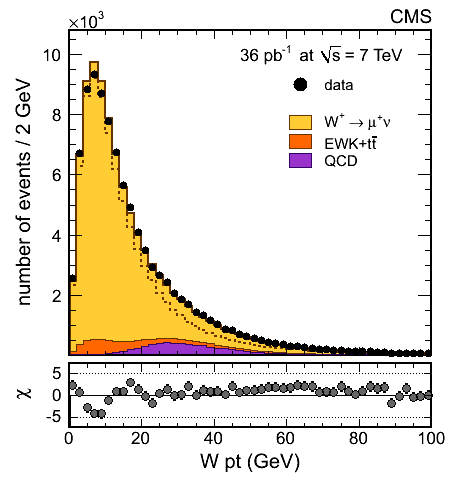 ×10³
CMS
36 pb⁻¹ at √s = 7 TeV
data
W⁺ → μ⁺ν
EWK+tt̄
QCD
number of events / 2 GeV
10
8
6
4
2
χ
5
0
-5
0 20 40 60 80 100
W pt (GeV)